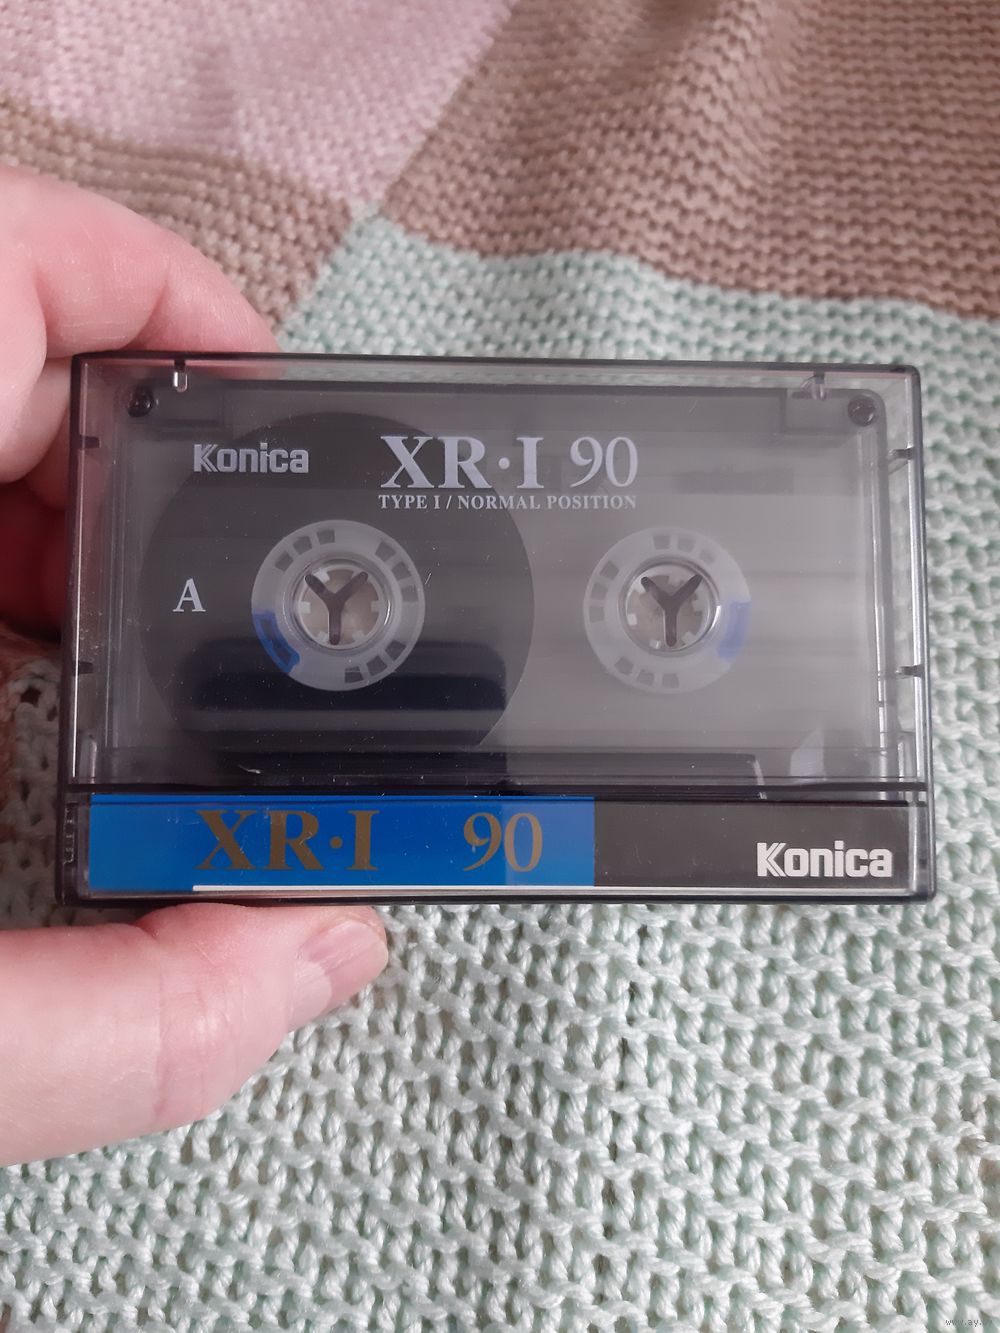 Konica
XR·I 90
TYPE I / NORMAL POSITION
A
XR·I 90
Konica